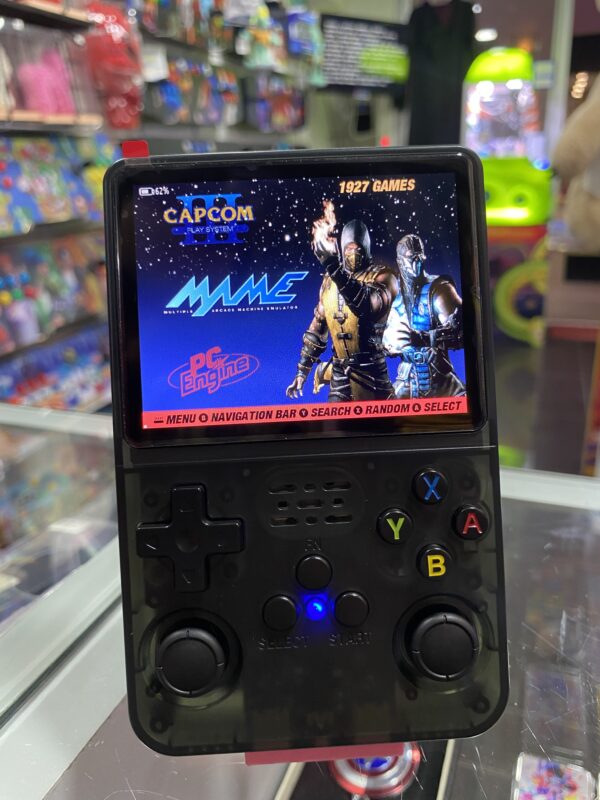 62%
1927 GAMES
CAPCOM
III
PLAY SYSTEM
MAME
MULTIPLE ARCADE MACHINE EMULATOR
PC
Engine
MENU B NAVIGATION BAR Y SEARCH X RANDOM A SELECT
X
Y A
B
FN
SELECT START